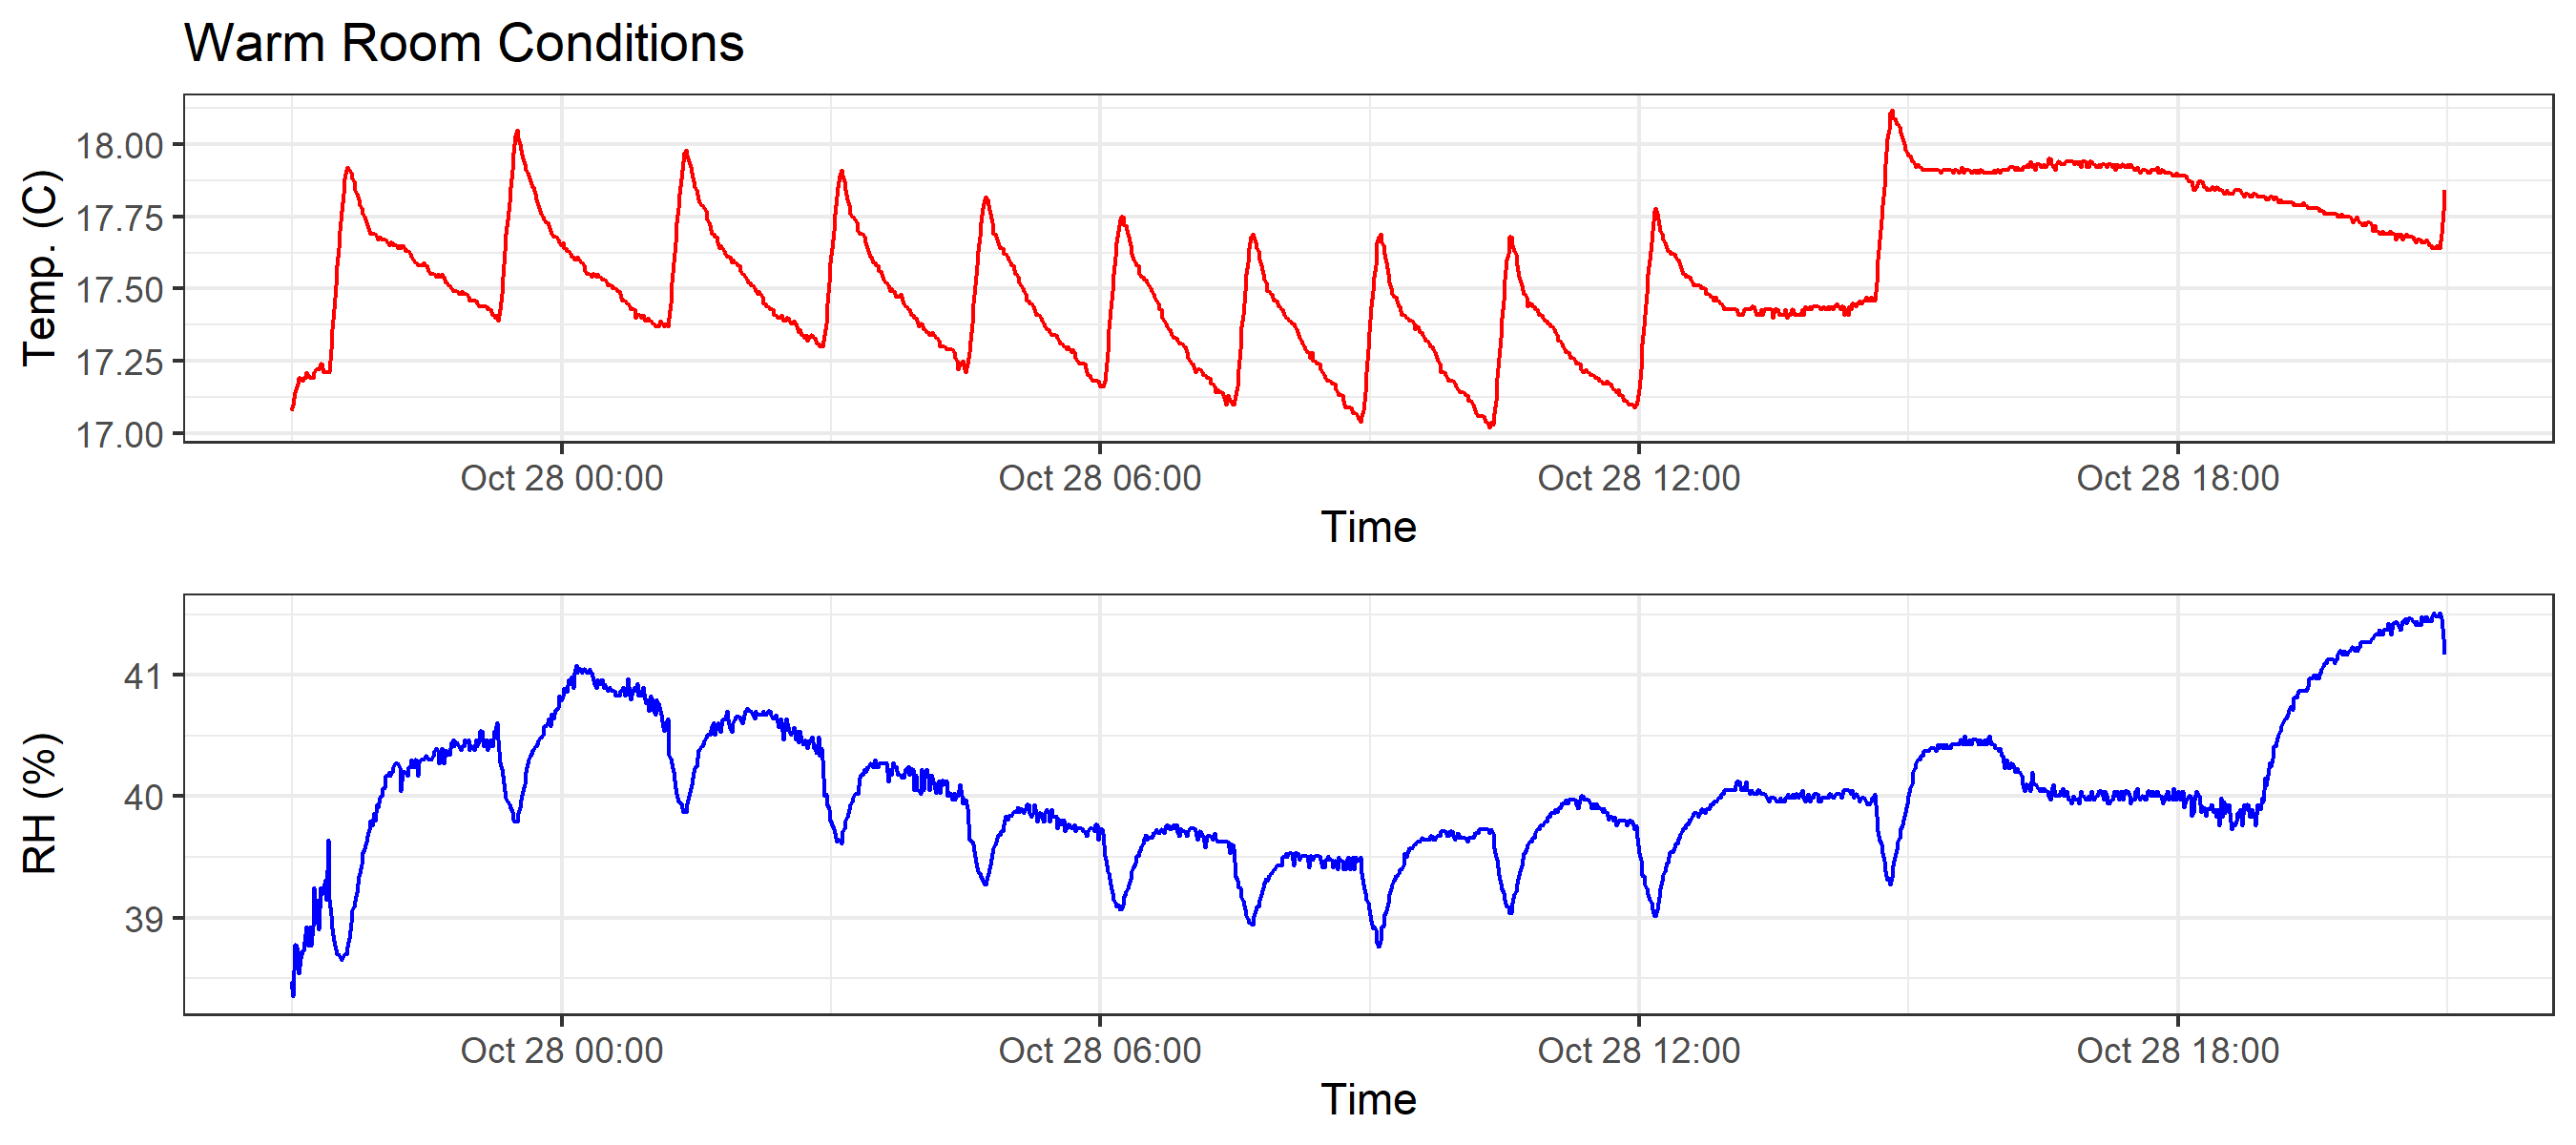 Warm Room Conditions
Temp. (C)
18.00
17.75
17.50
17.25
17.00
Oct 28 00:00 Oct 28 06:00 Oct 28 12:00 Oct 28 18:00
Time
RH (%)
41
40
39
Oct 28 00:00 Oct 28 06:00 Oct 28 12:00 Oct 28 18:00
Time